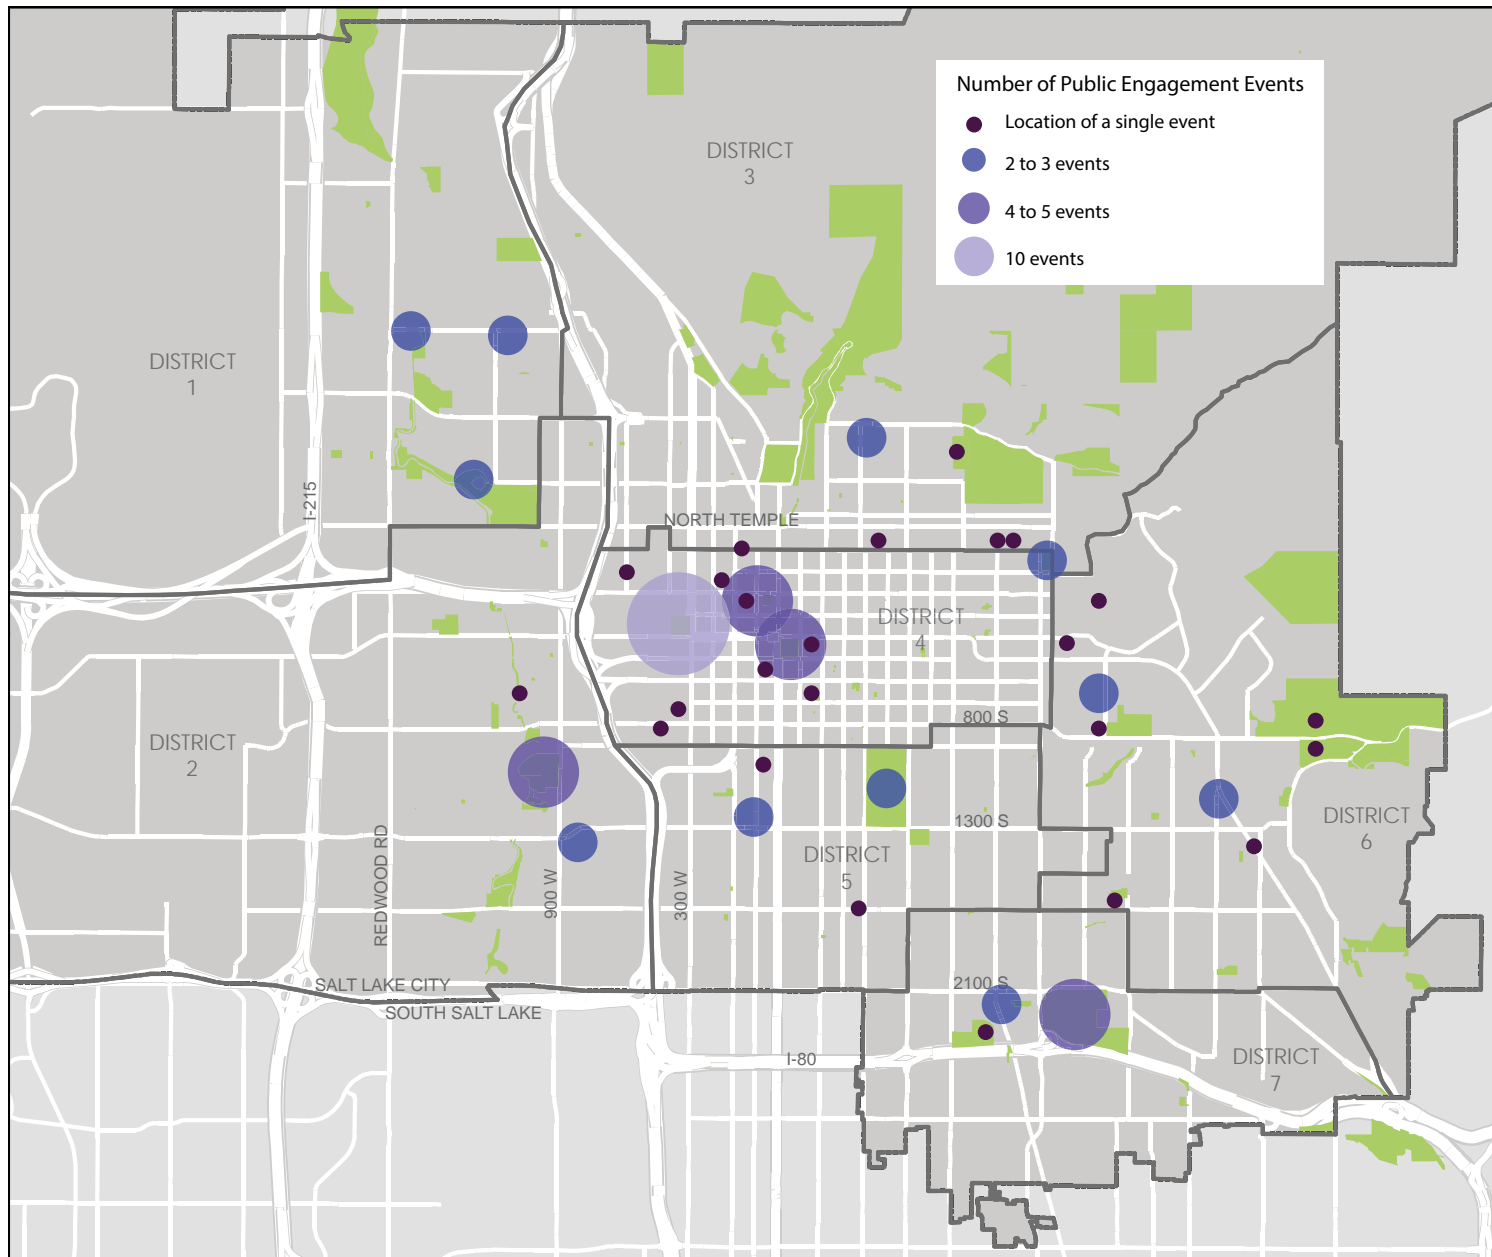 Number of Public Engagement Events
Location of a single event
2 to 3 events
4 to 5 events
10 events
DISTRICT
3
DISTRICT
1
I-215
NORTH TEMPLE
DISTRICT
4
800 S
DISTRICT
2
1300 S
DISTRICT
6
DISTRICT
5
REDWOOD RD
900 W
300 W
2100 S
SALT LAKE CITY
SOUTH SALT LAKE
I-80
DISTRICT
7